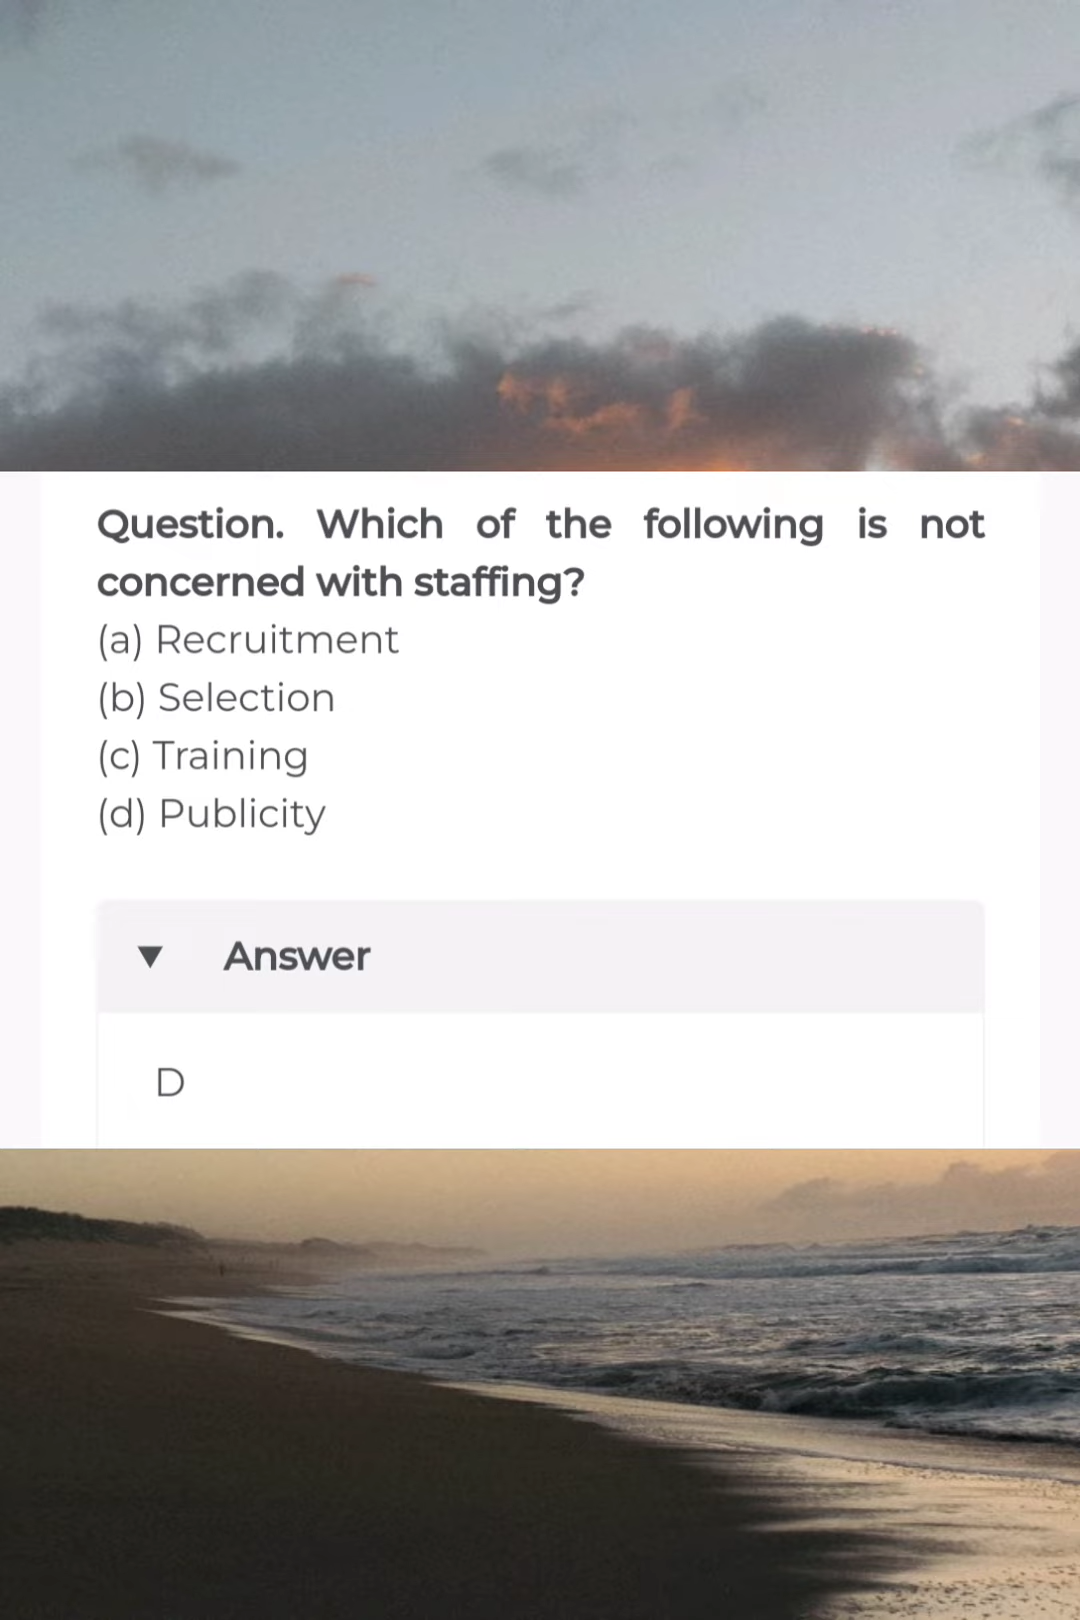 Question. Which of the following is not
concerned with staffing?
(a) Recruitment
(b) Selection
(c) Training
(d) Publicity
▼ Answer
D